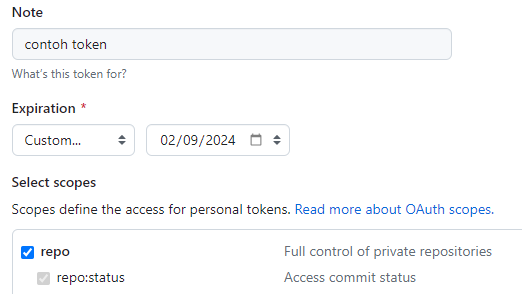 Note
contoh token
What's this token for?
Expiration *
Custom... 02/09/2024
Select scopes
Scopes define the access for personal tokens. Read more about OAuth scopes.
repo Full control of private repositories
repo:status Access commit status